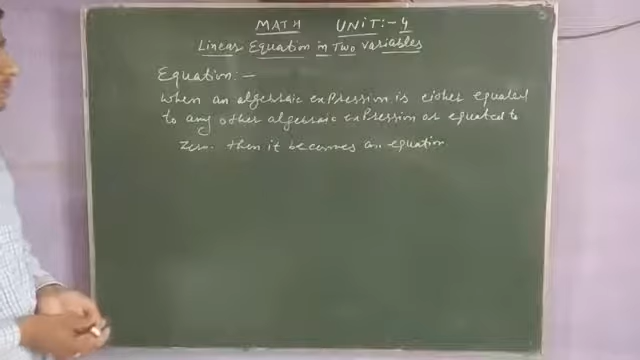 MATH UNIT:- 4
Linear Equation in Two Variables
Equation:-
When an algebraic expression is either equated
to any other algebraic expression or equated to
Zero. then it becomes an equation.